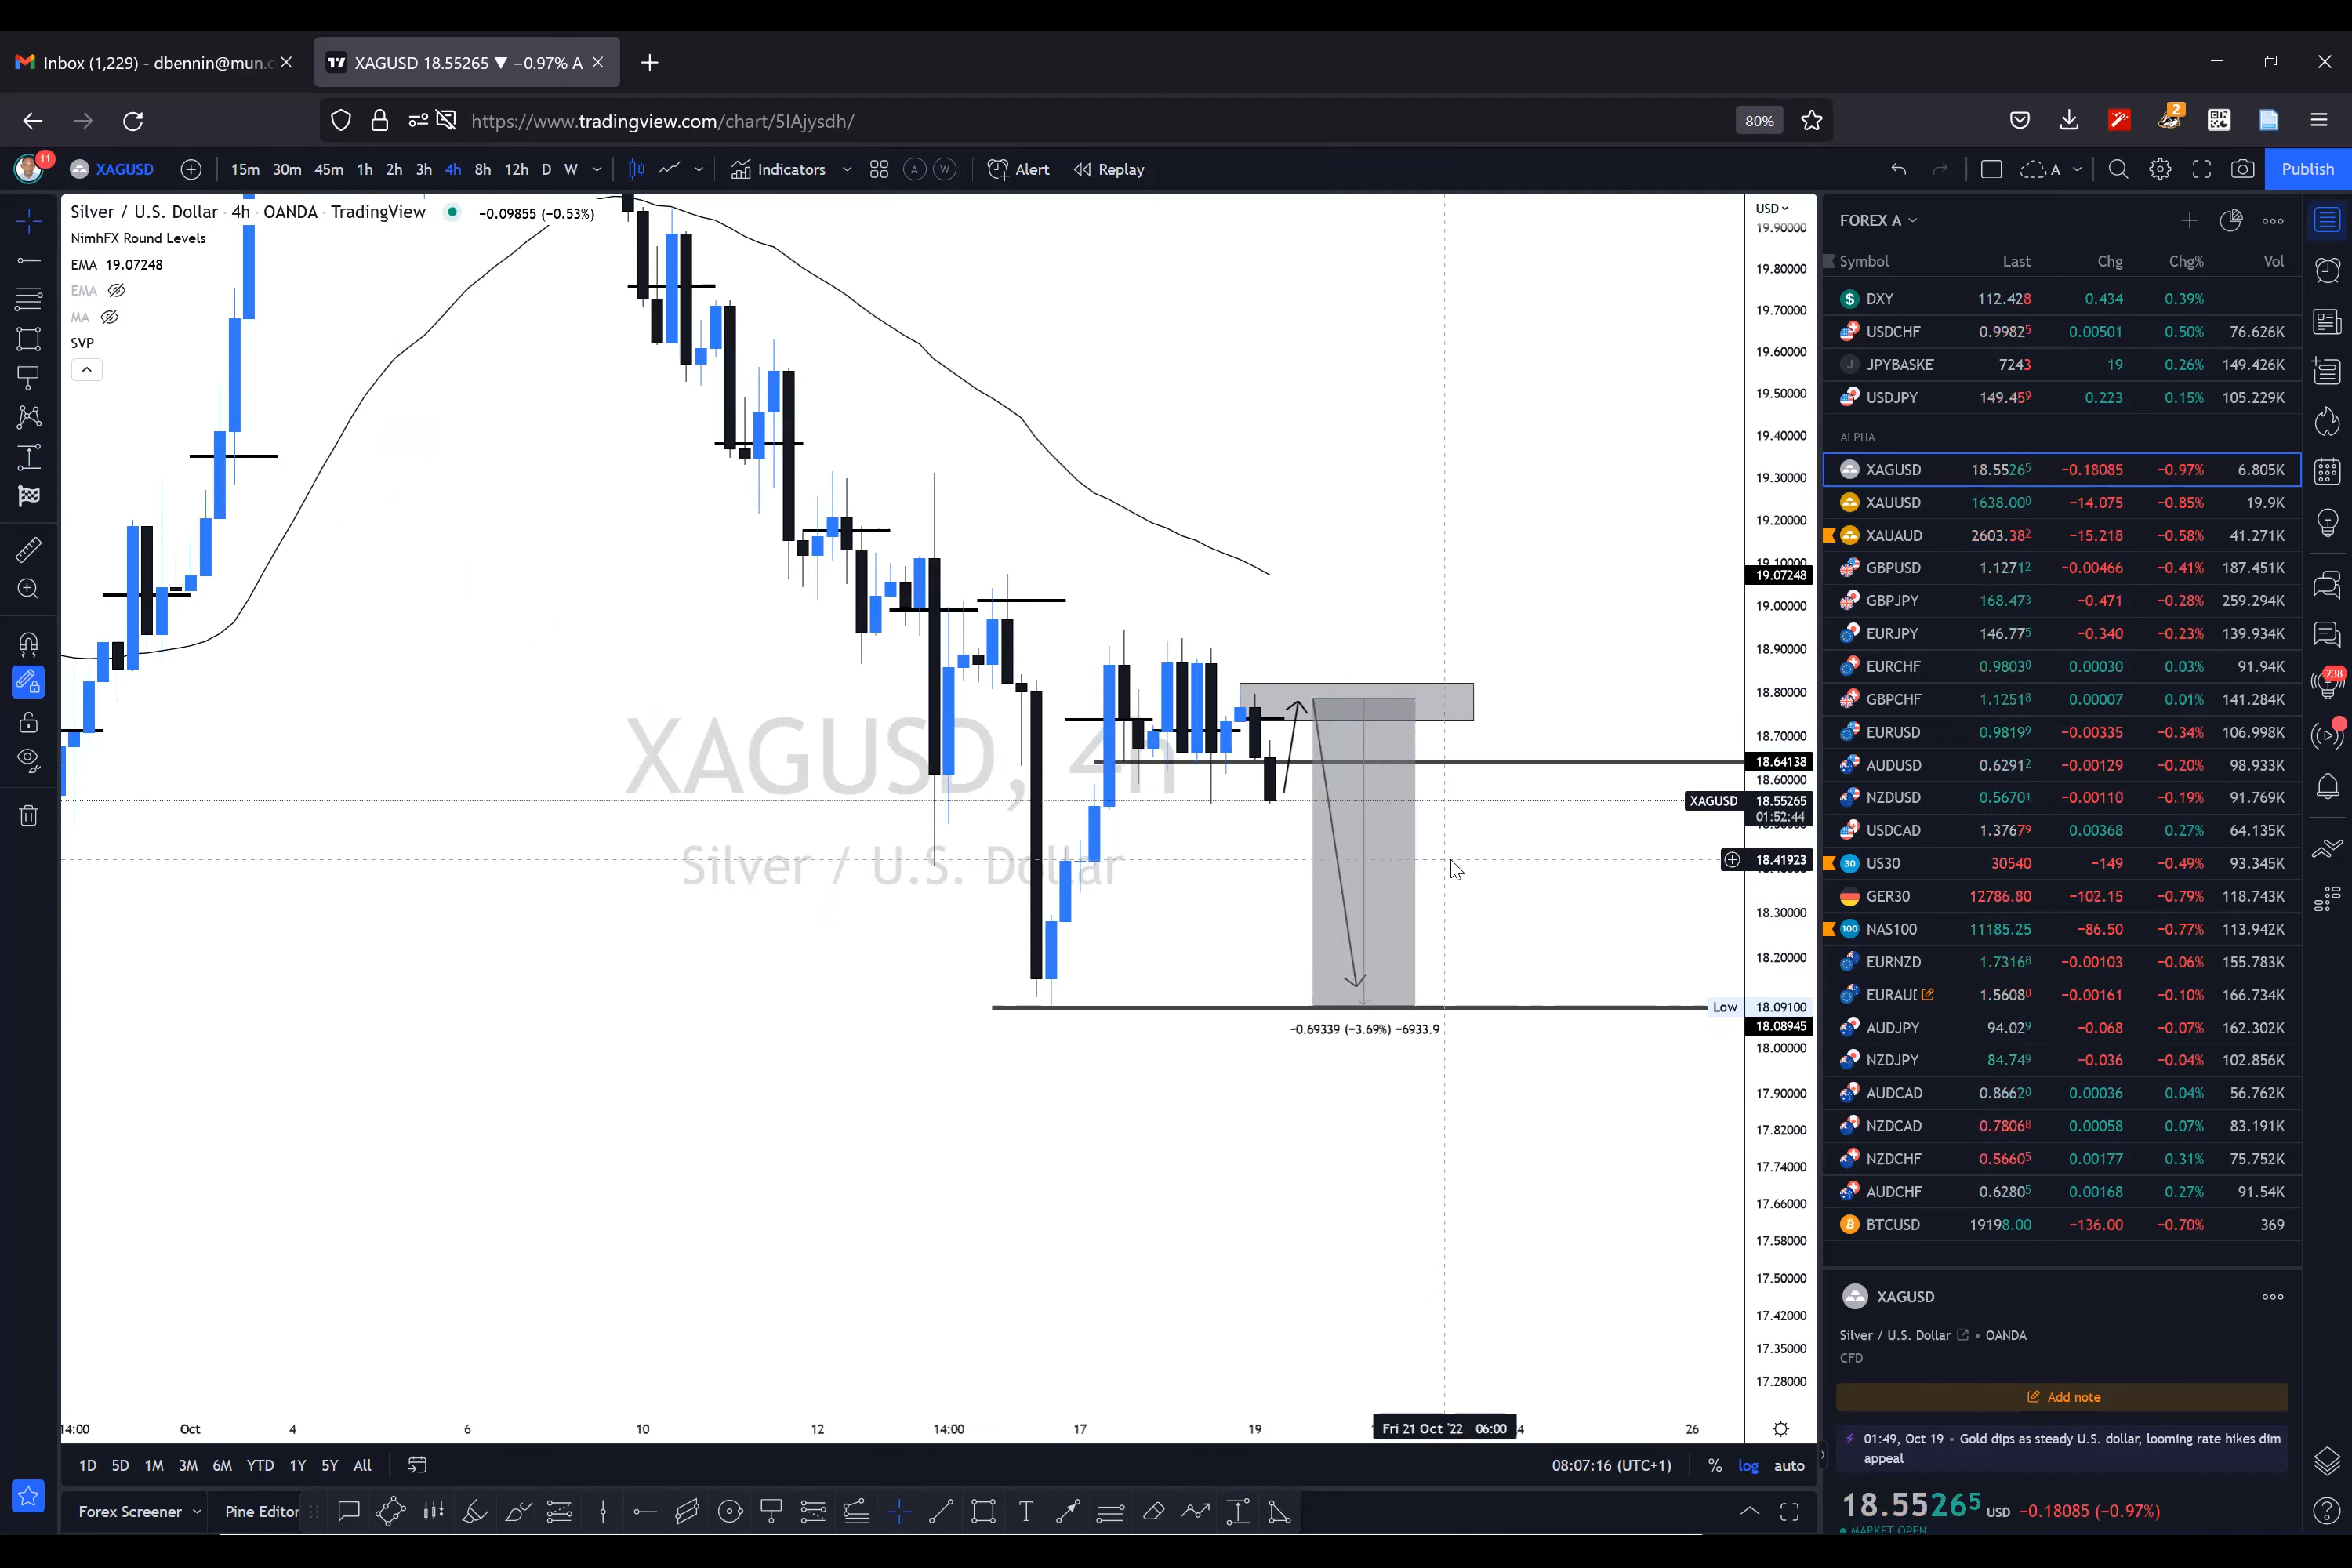 Inbox (1,229) - dbennin@mun.c
XAGUSD 18.55265 ▼ −0.97% A
https://www.tradingview.com/chart/5IAjysdh/
80%
2
11
XAGUSD
15m 30m 45m 1h 2h 3h 4h 8h 12h D W
Indicators
A W
Alert
Replay
A
Publish
Silver / U.S. Dollar · 4h · OANDA · TradingView
−0.09855 (−0.53%)
NimhFX Round Levels
EMA 19.07248
EMA
MA
SVP
XAGUSD, 4h
Silver / U.S. Dollar
−0.69339 (−3.69%) −6933.9
USD
19.90000
19.80000
19.70000
19.60000
19.50000
19.40000
19.30000
19.20000
19.10000
19.07248
19.00000
18.90000
18.80000
18.70000
18.64138
18.60000
XAGUSD 18.55265
01:52:44
18.41923
18.30000
18.20000
Low 18.09100
18.08945
18.00000
17.90000
17.82000
17.74000
17.66000
17.58000
17.50000
17.42000
17.35000
17.28000
14:00 Oct 4 6 10 12 14:00 17 19 Fri 21 Oct '22 06:00 4 26
1D 5D 1M 3M 6M YTD 1Y 5Y All
08:07:16 (UTC+1) % log auto
Forex Screener
Pine Editor
FOREX A
Symbol Last Chg Chg% Vol
DXY 112.428 0.434 0.39%
USDCHF 0.99825 0.00501 0.50% 76.626K
JPYBASKE 7243 19 0.26% 149.426K
USDJPY 149.459 0.223 0.15% 105.229K
ALPHA
XAGUSD 18.55265 −0.18085 −0.97% 6.805K
XAUUSD 1638.000 −14.075 −0.85% 19.9K
XAUAUD 2603.382 −15.218 −0.58% 41.271K
GBPUSD 1.12712 −0.00466 −0.41% 187.451K
GBPJPY 168.473 −0.471 −0.28% 259.294K
EURJPY 146.775 −0.340 −0.23% 139.934K
EURCHF 0.98030 0.00030 0.03% 91.94K
GBPCHF 1.12518 0.00007 0.01% 141.284K
EURUSD 0.98199 −0.00335 −0.34% 106.998K
AUDUSD 0.62912 −0.00129 −0.20% 98.933K
NZDUSD 0.56701 −0.00110 −0.19% 91.769K
USDCAD 1.37679 0.00368 0.27% 64.135K
30 US30 30540 −149 −0.49% 93.345K
GER30 12786.80 −102.15 −0.79% 118.743K
100 NAS100 11185.25 −86.50 −0.77% 113.942K
EURNZD 1.73168 −0.00103 −0.06% 155.783K
EURAUD 1.56080 −0.00161 −0.10% 166.734K
AUDJPY 94.029 −0.068 −0.07% 162.302K
NZDJPY 84.749 −0.036 −0.04% 102.856K
AUDCAD 0.86620 0.00036 0.04% 56.762K
NZDCAD 0.78068 0.00058 0.07% 83.191K
NZDCHF 0.56605 0.00177 0.31% 75.752K
AUDCHF 0.62805 0.00168 0.27% 91.54K
BTCUSD 19198.00 −136.00 −0.70% 369
XAGUSD
Silver / U.S. Dollar • OANDA
CFD
Add note
01:49, Oct 19 • Gold dips as steady U.S. dollar, looming rate hikes dim
appeal
18.55265 USD −0.18085 (−0.97%)
MARKET OPEN
238